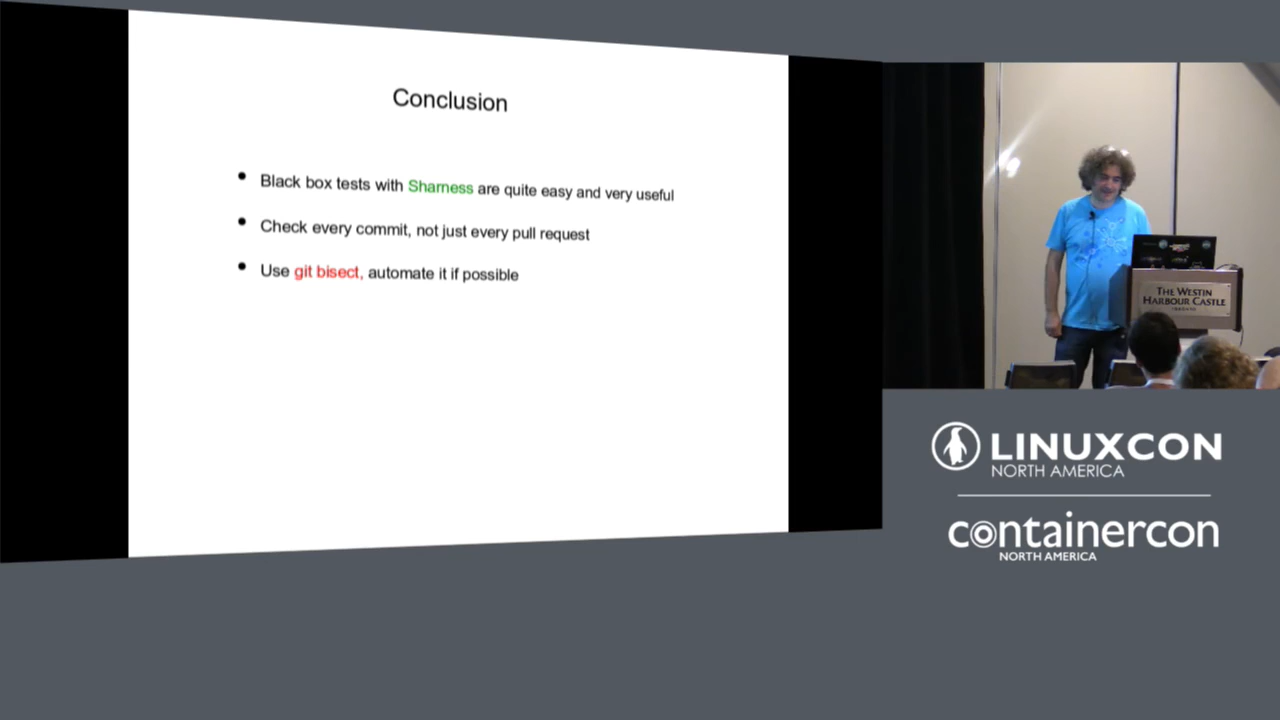 Conclusion
Black box tests with Sharness are quite easy and very useful
Check every commit, not just every pull request
Use git bisect, automate it if possible
THE WESTIN
HARBOUR CASTLE
LINUXCON
NORTH AMERICA
containercon
NORTH AMERICA